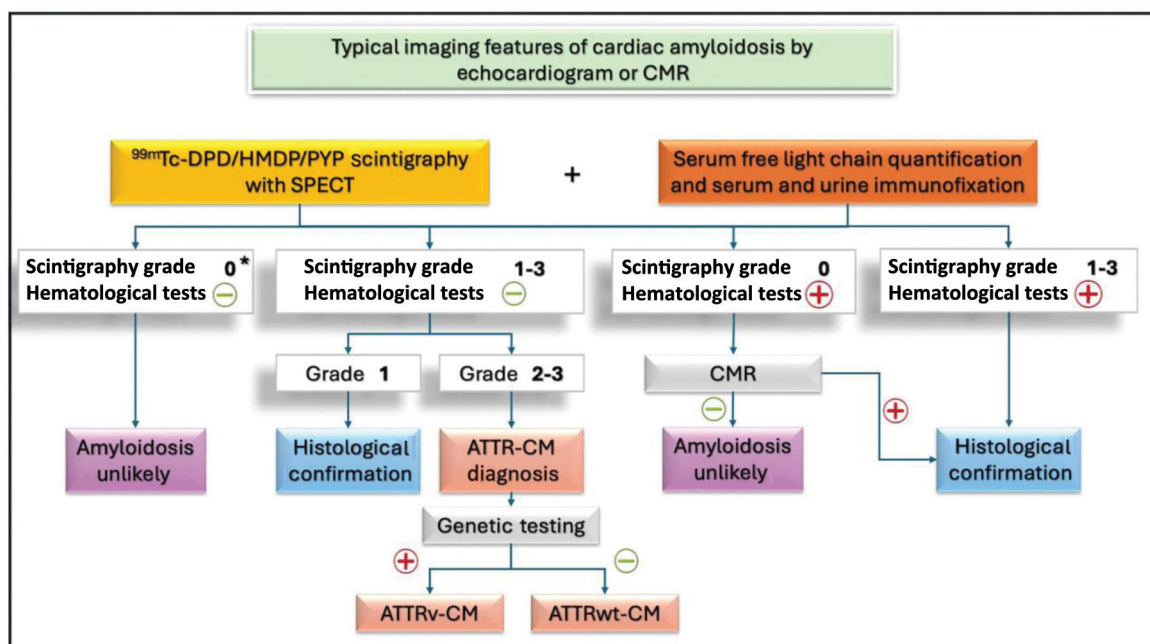 Typical imaging features of cardiac amyloidosis by
echocardiogram or CMR
99mTc-DPD/HMDP/PYP scintigraphy
with SPECT
+
Serum free light chain quantification
and serum and urine immunofixation
Scintigraphy grade 0*
Hematological tests −
Scintigraphy grade 1-3
Hematological tests −
Scintigraphy grade 0
Hematological tests +
Scintigraphy grade 1-3
Hematological tests +
Grade 1
Grade 2-3
CMR
−
+
Amyloidosis
unlikely
Histological
confirmation
ATTR-CM
diagnosis
Amyloidosis
unlikely
Histological
confirmation
Genetic testing
+
−
ATTRv-CM
ATTRwt-CM